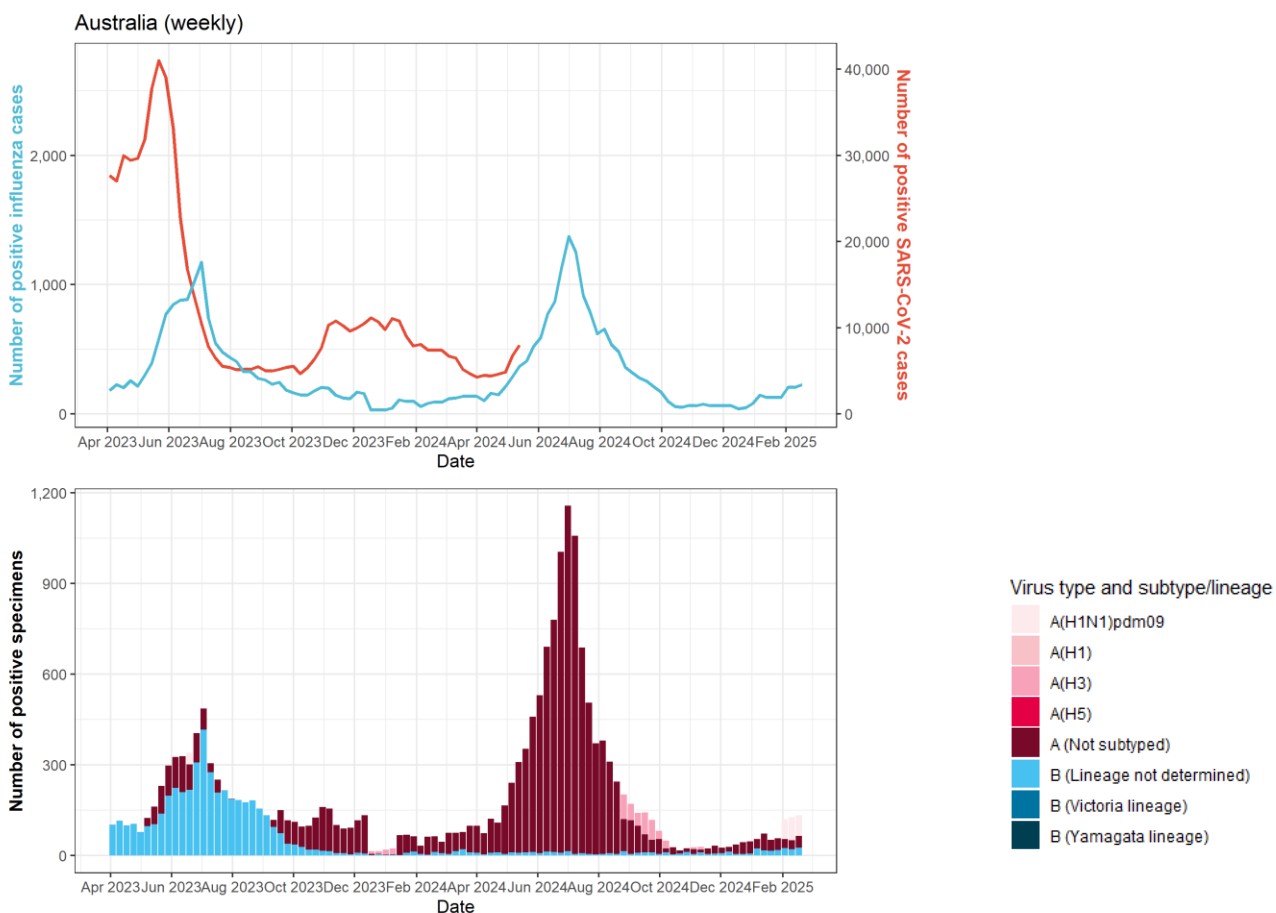 Australia (weekly)
Number of positive influenza cases
2,000
1,000
0
40,000
30,000
20,000
10,000
0
Number of positive SARS-CoV-2 cases
Apr 2023 Jun 2023 Aug 2023 Oct 2023 Dec 2023 Feb 2024 Apr 2024 Jun 2024 Aug 2024 Oct 2024 Dec 2024 Feb 2025
Date
Number of positive specimens
1,200
900
600
300
0
Apr 2023 Jun 2023 Aug 2023 Oct 2023 Dec 2023 Feb 2024 Apr 2024 Jun 2024 Aug 2024 Oct 2024 Dec 2024 Feb 2025
Date
Virus type and subtype/lineage
A(H1N1)pdm09
A(H1)
A(H3)
A(H5)
A (Not subtyped)
B (Lineage not determined)
B (Victoria lineage)
B (Yamagata lineage)